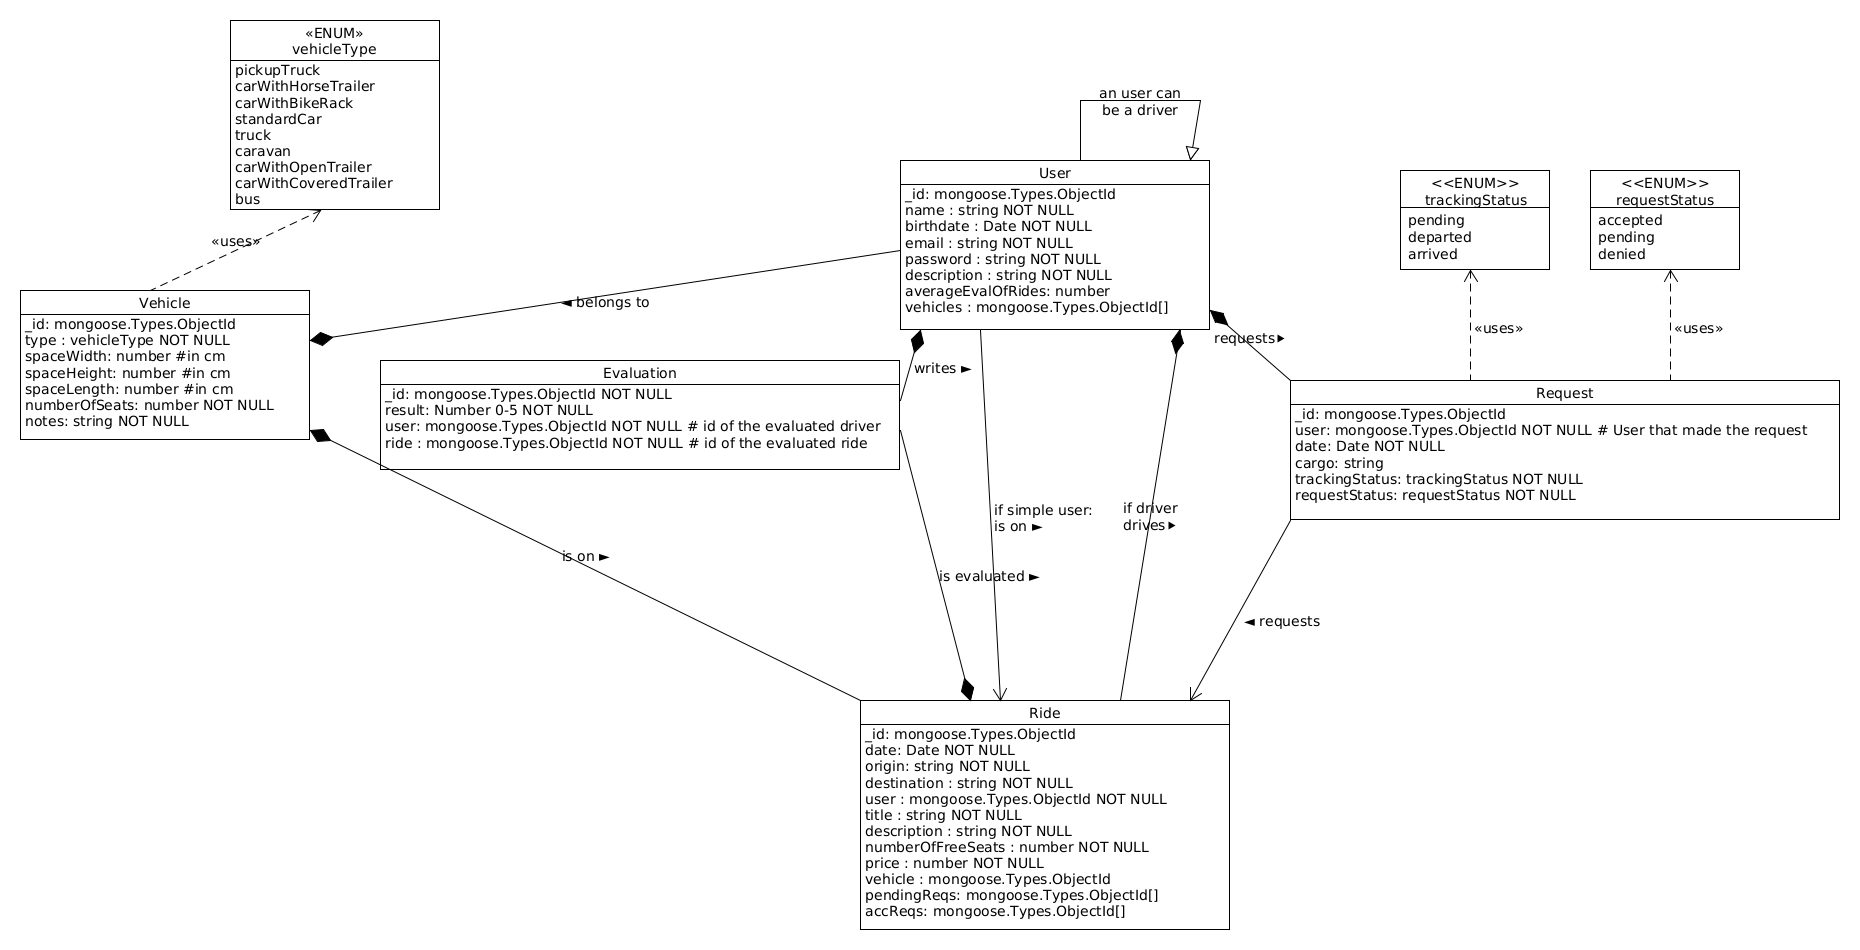 «ENUM»
vehicleType
pickupTruck
carWithHorseTrailer
carWithBikeRack
standardCar
truck
caravan
carWithOpenTrailer
carWithCoveredTrailer
bus
«uses»
an user can
be a driver
User
_id: mongoose.Types.ObjectId
name : string NOT NULL
birthdate : Date NOT NULL
email : string NOT NULL
password : string NOT NULL
description : string NOT NULL
averageEvalOfRides: number
vehicles : mongoose.Types.ObjectId[]
<<ENUM>>
trackingStatus
pending
departed
arrived
<<ENUM>>
requestStatus
accepted
pending
denied
«uses»
«uses»
Vehicle
_id: mongoose.Types.ObjectId
type : vehicleType NOT NULL
spaceWidth: number #in cm
spaceHeight: number #in cm
spaceLength: number #in cm
numberOfSeats: number NOT NULL
notes: string NOT NULL
◄ belongs to
requests►
writes ►
Evaluation
_id: mongoose.Types.ObjectId NOT NULL
result: Number 0-5 NOT NULL
user: mongoose.Types.ObjectId NOT NULL # id of the evaluated driver
ride : mongoose.Types.ObjectId NOT NULL # id of the evaluated ride
Request
_id: mongoose.Types.ObjectId
user: mongoose.Types.ObjectId NOT NULL # User that made the request
date: Date NOT NULL
cargo: string
trackingStatus: trackingStatus NOT NULL
requestStatus: requestStatus NOT NULL
if simple user:
is on ►
if driver
drives►
is on ►
is evaluated ►
◄ requests
Ride
_id: mongoose.Types.ObjectId
date: Date NOT NULL
origin: string NOT NULL
destination : string NOT NULL
user : mongoose.Types.ObjectId NOT NULL
title : string NOT NULL
description : string NOT NULL
numberOfFreeSeats : number NOT NULL
price : number NOT NULL
vehicle : mongoose.Types.ObjectId
pendingReqs: mongoose.Types.ObjectId[]
accReqs: mongoose.Types.ObjectId[]